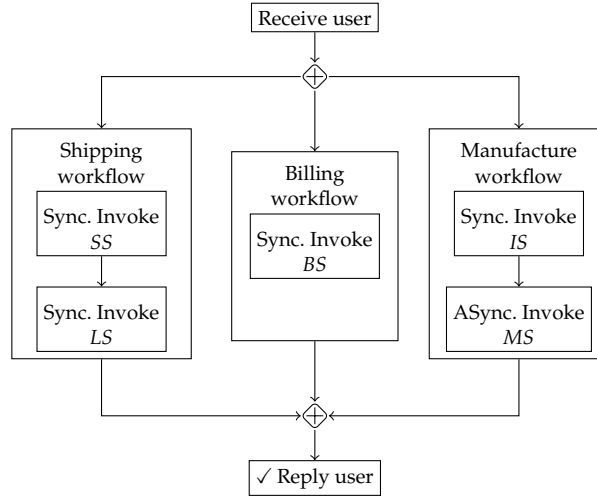 Receive user
Shipping
workflow
Sync. Invoke
SS
Sync. Invoke
LS
Billing
workflow
Sync. Invoke
BS
Manufacture
workflow
Sync. Invoke
IS
ASync. Invoke
MS
✓ Reply user